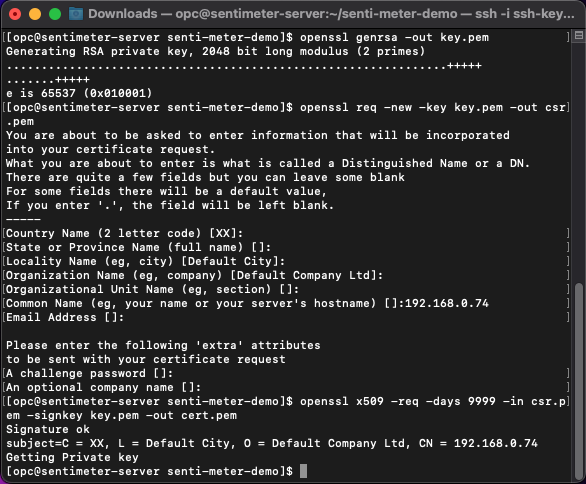 Downloads — opc@sentimeter-server:~/senti-meter-demo — ssh -i ssh-key...
[opc@sentimeter-server senti-meter-demo]$ openssl genrsa -out key.pem
Generating RSA private key, 2048 bit long modulus (2 primes)
................................................................+++++
.......+++++
e is 65537 (0x010001)
[opc@sentimeter-server senti-meter-demo]$ openssl req -new -key key.pem -out csr
.pem
You are about to be asked to enter information that will be incorporated
into your certificate request.
What you are about to enter is what is called a Distinguished Name or a DN.
There are quite a few fields but you can leave some blank
For some fields there will be a default value,
If you enter '.', the field will be left blank.
-----
Country Name (2 letter code) [XX]:
State or Province Name (full name) []:
Locality Name (eg, city) [Default City]:
Organization Name (eg, company) [Default Company Ltd]:
Organizational Unit Name (eg, section) []:
Common Name (eg, your name or your server's hostname) []:192.168.0.74
Email Address []:
Please enter the following 'extra' attributes
to be sent with your certificate request
A challenge password []:
An optional company name []:
[opc@sentimeter-server senti-meter-demo]$ openssl x509 -req -days 9999 -in csr.p
em -signkey key.pem -out cert.pem
Signature ok
subject=C = XX, L = Default City, O = Default Company Ltd, CN = 192.168.0.74
Getting Private key
[opc@sentimeter-server senti-meter-demo]$